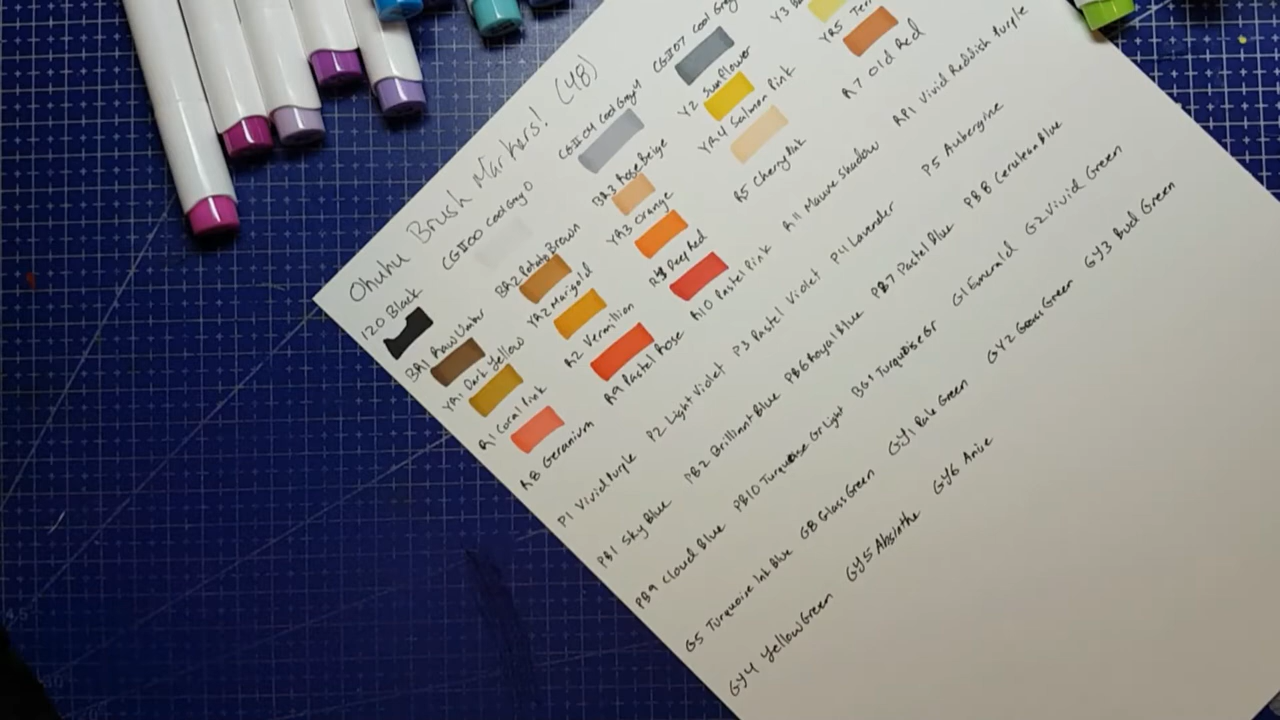 Ohuhu Brush Markers! (48)
120 Black CGII00 Cool Grey 0 CGII04 Cool Grey 4 CGII07 Cool Grey
BR1 Raw Umber BR2 Potato Brown BR3 Rose Beige Y2 Sunflower Y3
YR1 Dark Yellow YR2 Marigold YR3 Orange YR4 Salmon Pink YR5
R1 Coral Pink R2 Vermillion Deep Red R5 Cherry Pink R7 Old Red
R8 Geranium R9 Pastel Rose R10 Pastel Pink R11 Mauve Shadow RP1 Vivid Reddish Purple
P1 Vivid Purple P2 Light Violet P3 Pastel Violet P11 Lavender P5 Aubergine
PB1 Sky Blue PB2 Brilliant Blue PB6 Royal Blue PB7 Pastel Blue PB8 Cerulean Blue
PB9 Cloud Blue PB10 Turquoise Gr Light BG1 Turquoise Gr G1 Emerald G2 Vivid Green
G5 Turquoise Ink Blue G8 Glass Green GY1 Pale Green GY2 Grass Green GY3 Bud Green
GY4 Yellow Green GY5 Absinthe GY6 Anise